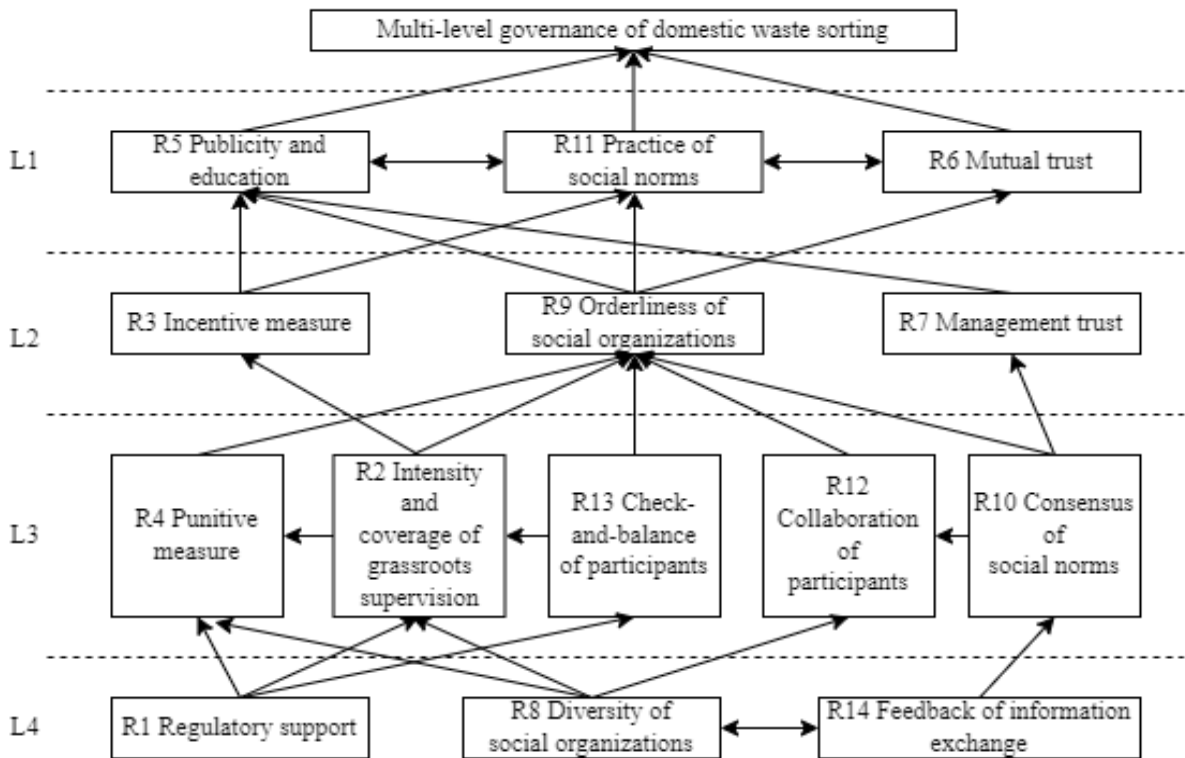 Multi-level governance of domestic waste sorting
L1
R5 Publicity and
education
R11 Practice of
social norms
R6 Mutual trust
L2
R3 Incentive measure
R9 Orderliness of
social organizations
R7 Management trust
L3
R4 Punitive
measure
R2 Intensity
and
coverage of
grassroots
supervision
R13 Check-
and-balance
of participants
R12
Collaboration
of
participants
R10 Consensus
of
social norms
L4
R1 Regulatory support
R8 Diversity of
social organizations
R14 Feedback of information
exchange